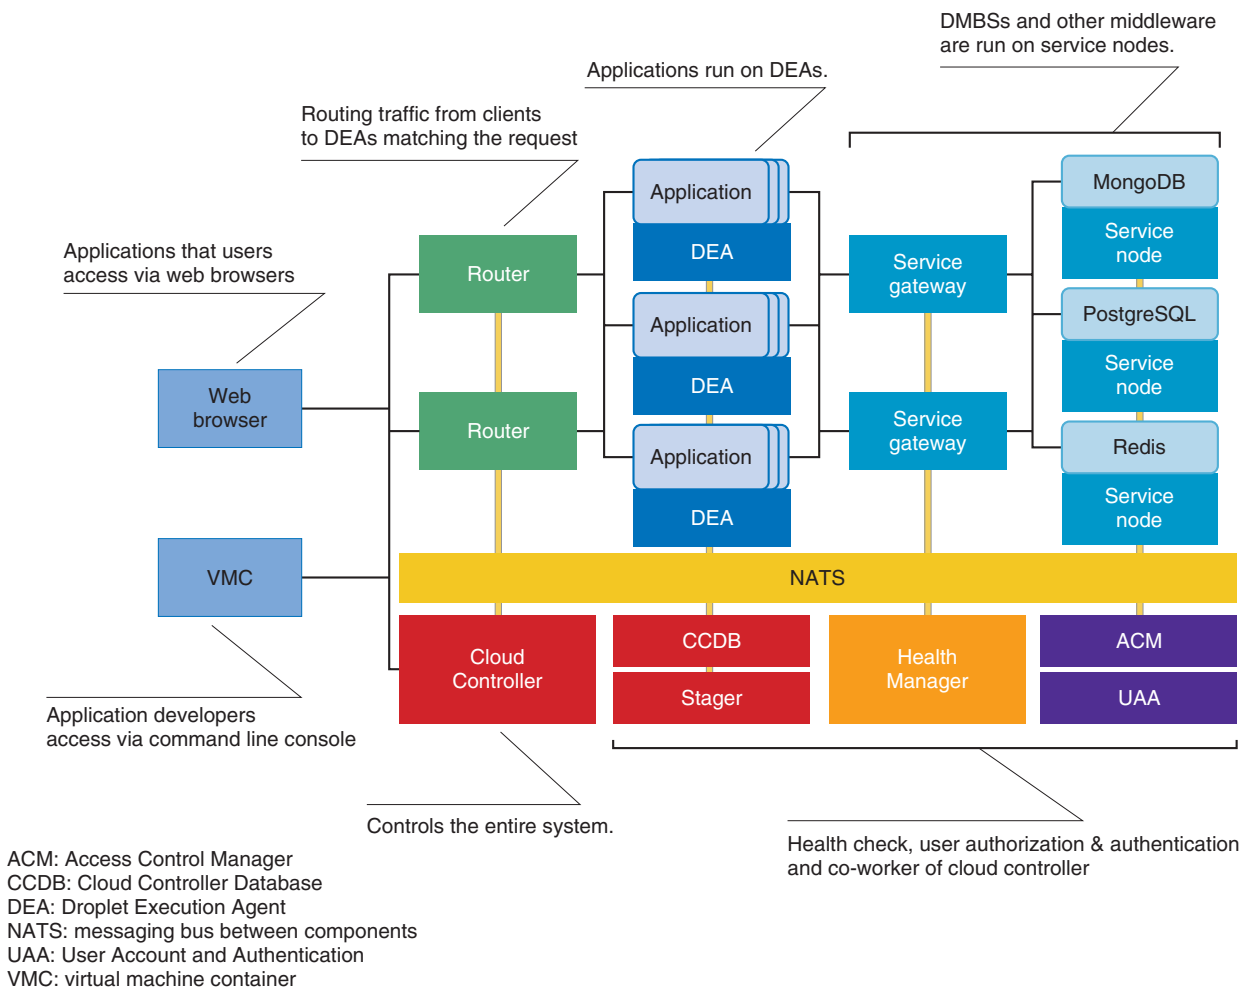 DMBSs and other middleware
are run on service nodes.
Applications run on DEAs.
Routing traffic from clients
to DEAs matching the request
Applications that users
access via web browsers
Web
browser
VMC
Application developers
access via command line console
Router
Router
Application
DEA
Application
DEA
Application
DEA
Service
gateway
Service
gateway
MongoDB
Service
node
PostgreSQL
Service
node
Redis
Service
node
NATS
Cloud
Controller
CCDB
Stager
Health
Manager
ACM
UAA
Controls the entire system.
Health check, user authorization & authentication
and co-worker of cloud controller
ACM: Access Control Manager
CCDB: Cloud Controller Database
DEA: Droplet Execution Agent
NATS: messaging bus between components
UAA: User Account and Authentication
VMC: virtual machine container